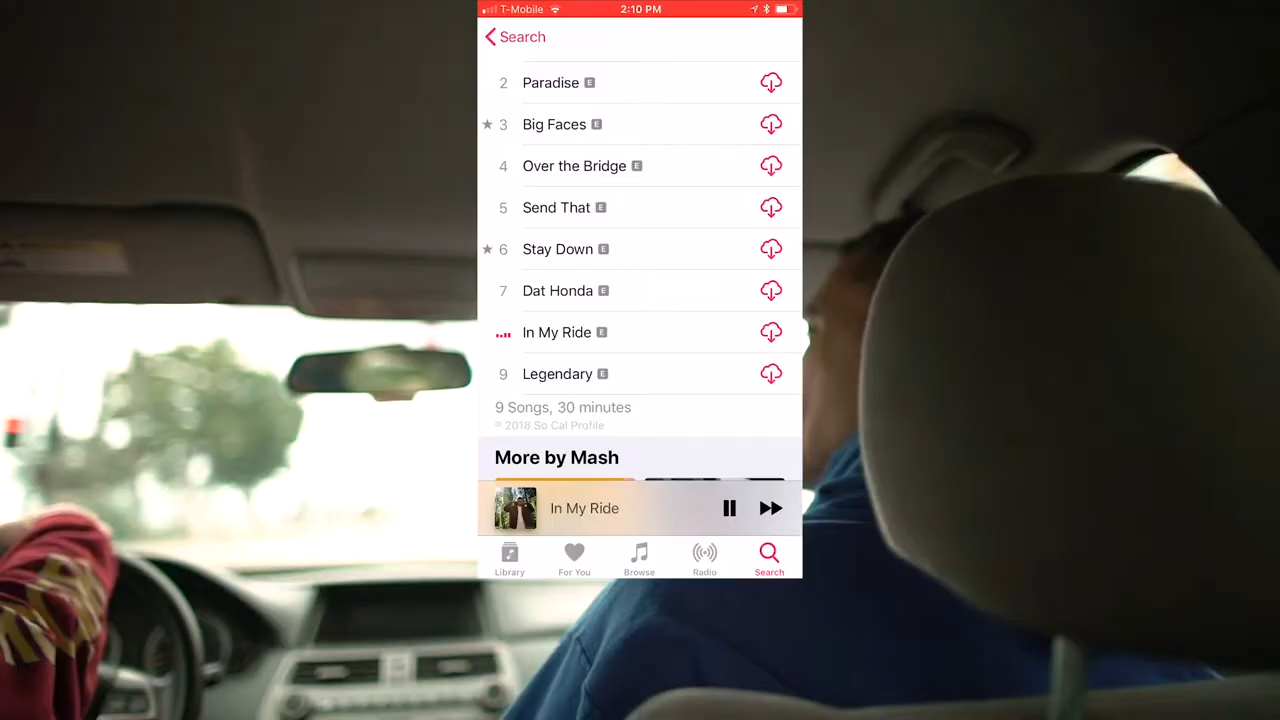 T-Mobile 2:10 PM
Search
2 Paradise E
★ 3 Big Faces E
4 Over the Bridge E
5 Send That E
★ 6 Stay Down E
7 Dat Honda E
In My Ride E
9 Legendary E
9 Songs, 30 minutes
℗ 2018 So Cal Profile
More by Mash
In My Ride
Library For You Browse Radio Search